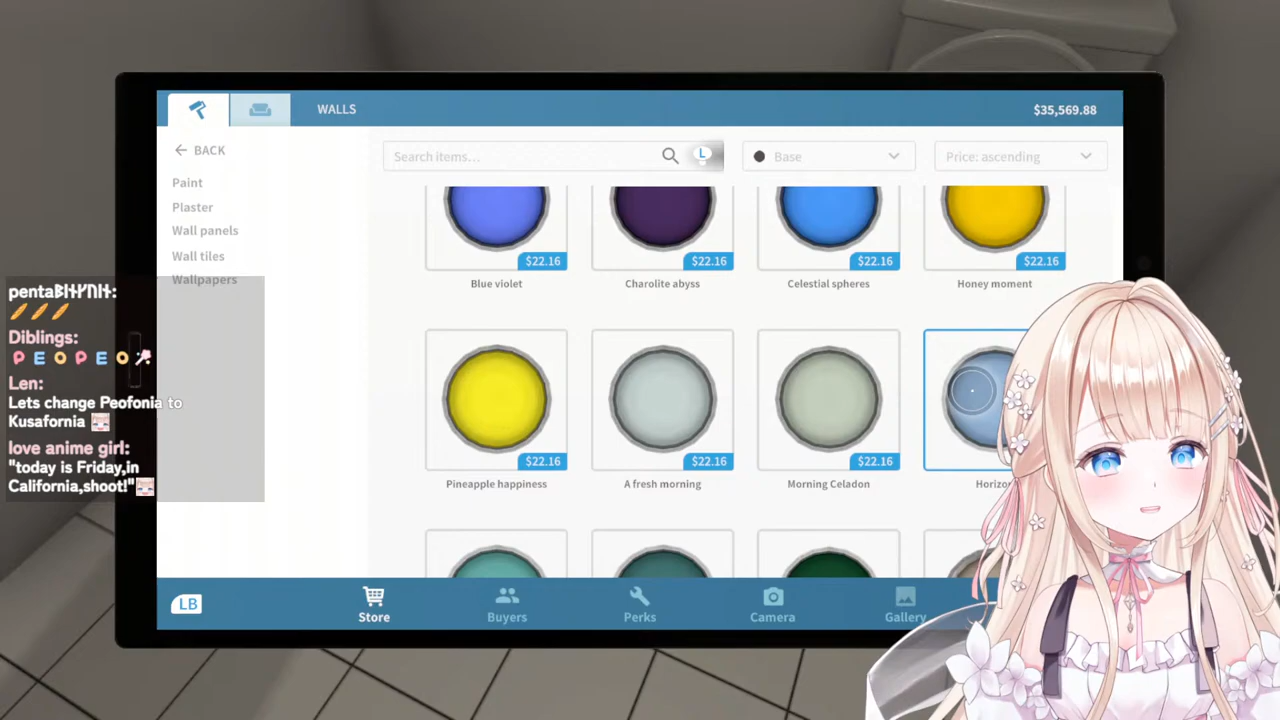 WALLS
$35,569.88
BACK
Search items...
L
Base
Price: ascending
Paint
Plaster
Wall panels
Wall tiles
Wallpapers
$22.16
$22.16
$22.16
$22.16
Blue violet
Charolite abyss
Celestial spheres
Honey moment
$22.16
$22.16
$22.16
Pineapple happiness
A fresh morning
Morning Celadon
Diblings:
P E O P E O
Len:
Lets change Peofonia to
Kusafornia
love anime girl:
"today is Friday,in
California,shoot!"
LB
Store
Buyers
Perks
Camera
Gallery